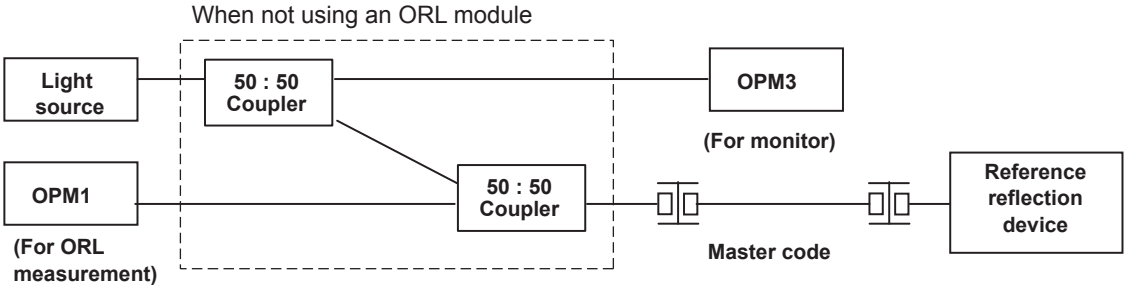 When not using an ORL module
Light
source
50 : 50
Coupler
OPM3
(For monitor)
OPM1
(For ORL
measurement)
50 : 50
Coupler
Master code
Reference
reflection
device